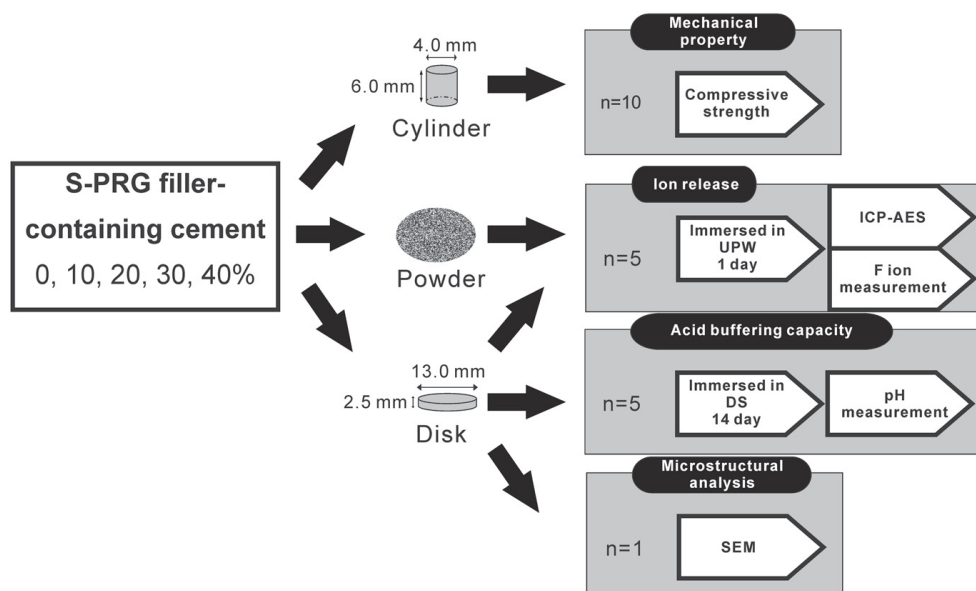 S-PRG filler-
containing cement
0, 10, 20, 30, 40%
4.0 mm
6.0 mm
Cylinder
Powder
13.0 mm
2.5 mm
Disk
Mechanical
property
n=10
Compressive
strength
Ion release
n=5
Immersed in
UPW
1 day
ICP-AES
F ion
measurement
Acid buffering capacity
n=5
Immersed in
DS
14 day
pH
measurement
Microstructural
analysis
n=1
SEM